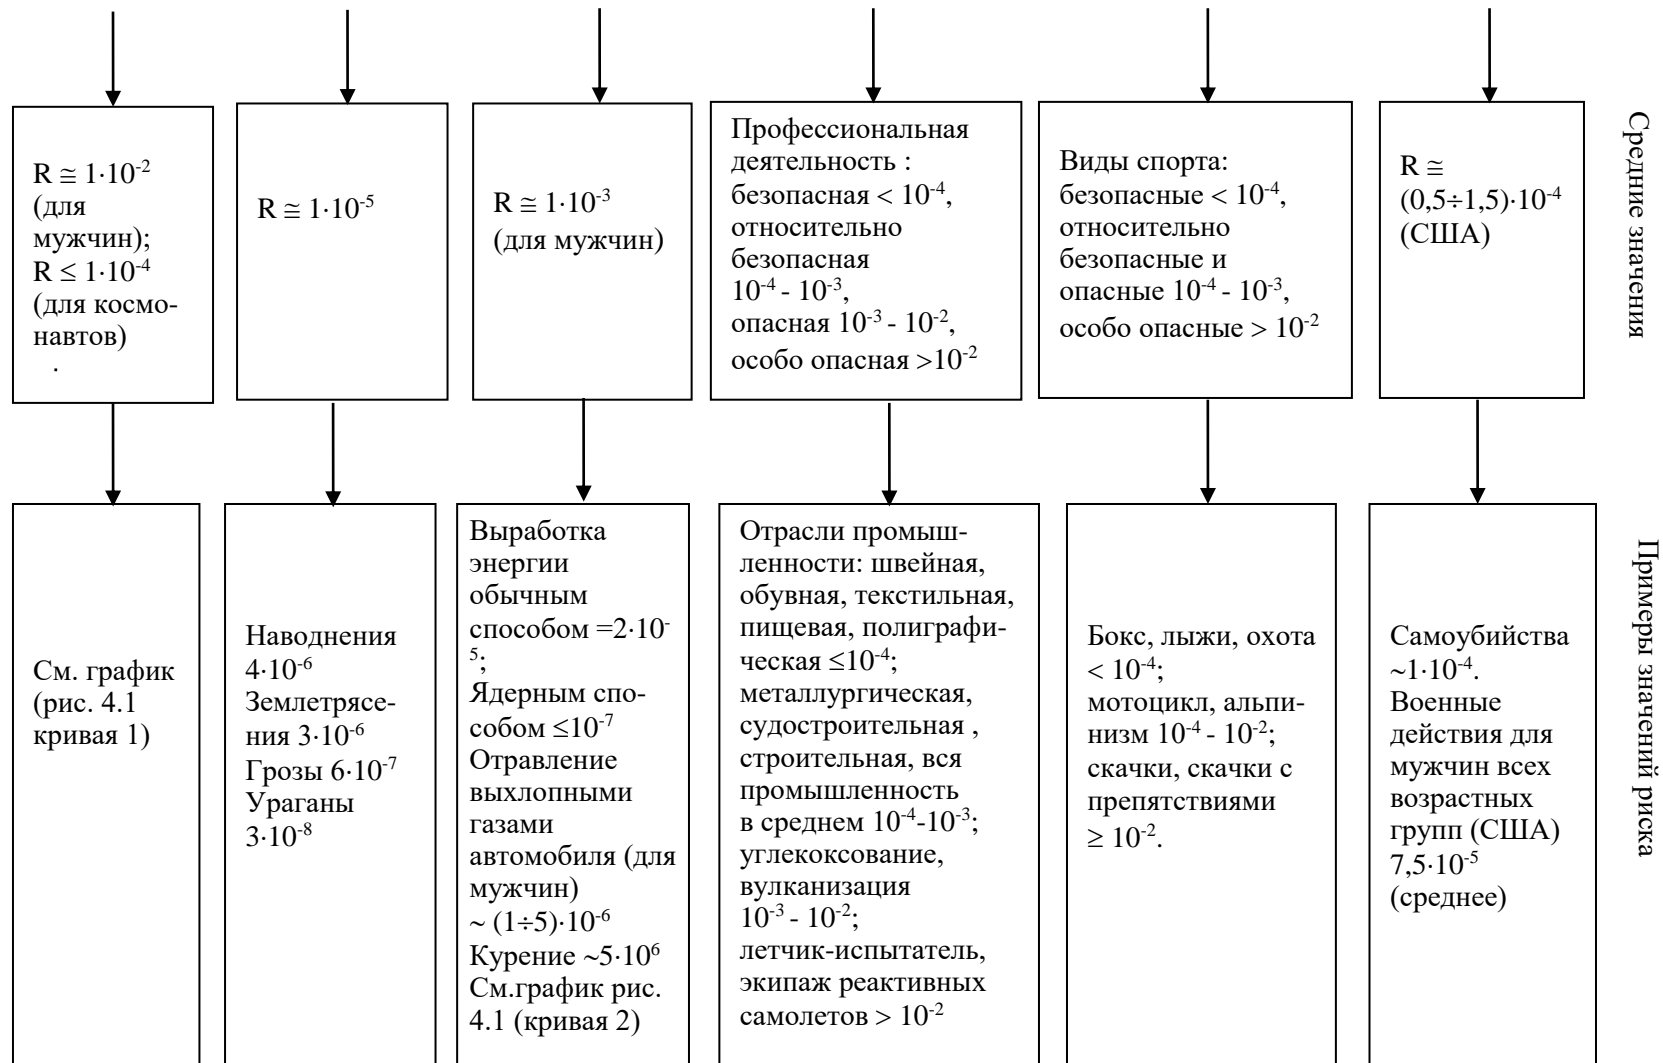 R ≅ 1·10⁻²
(для
мужчин);
R ≤ 1·10⁻⁴
(для космо-
навтов)
.
R ≅ 1·10⁻⁵
R ≅ 1·10⁻³
(для мужчин)
Профессиональная
деятельность :
безопасная < 10⁻⁴,
относительно
безопасная
10⁻⁴ - 10⁻³,
опасная 10⁻³ - 10⁻²,
особо опасная >10⁻²
Виды спорта:
безопасные < 10⁻⁴,
относительно
безопасные и
опасные 10⁻⁴ - 10⁻³,
особо опасные > 10⁻²
R ≅
(0,5÷1,5)·10⁻⁴
(США)
Средние значения
См. график
(рис. 4.1
кривая 1)
Наводнения
4·10⁻⁶
Землетрясе-
ния 3·10⁻⁶
Грозы 6·10⁻⁷
Ураганы
3·10⁻⁸
Выработка
энергии
обычным
способом =2·10⁻
⁵;
Ядерным спо-
собом ≤10⁻⁷
Отравление
выхлопными
газами
автомобиля (для
мужчин)
~ (1÷5)·10⁻⁶
Курение ~5·10⁶
См.график рис.
4.1 (кривая 2)
Отрасли промыш-
ленности: швейная,
обувная, текстильная,
пищевая, полиграфи-
ческая ≤10⁻⁴;
металлургическая,
судостроительная ,
строительная, вся
промышленность
в среднем 10⁻⁴-10⁻³;
углекоксование,
вулканизация
10⁻³ - 10⁻²;
летчик-испытатель,
экипаж реактивных
самолетов > 10⁻²
Бокс, лыжи, охота
< 10⁻⁴;
мотоцикл, альпи-
низм 10⁻⁴ - 10⁻²;
скачки, скачки с
препятствиями
≥ 10⁻².
Самоубийства
~1·10⁻⁴.
Военные
действия для
мужчин всех
возрастных
групп (США)
7,5·10⁻⁵
(среднее)
Примеры значений риска